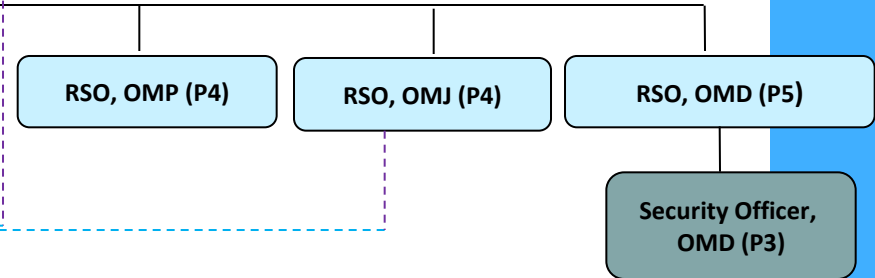 RSO, OMP (P4)
RSO, OMJ (P4)
RSO, OMD (P5)
Security Officer,
OMD (P3)